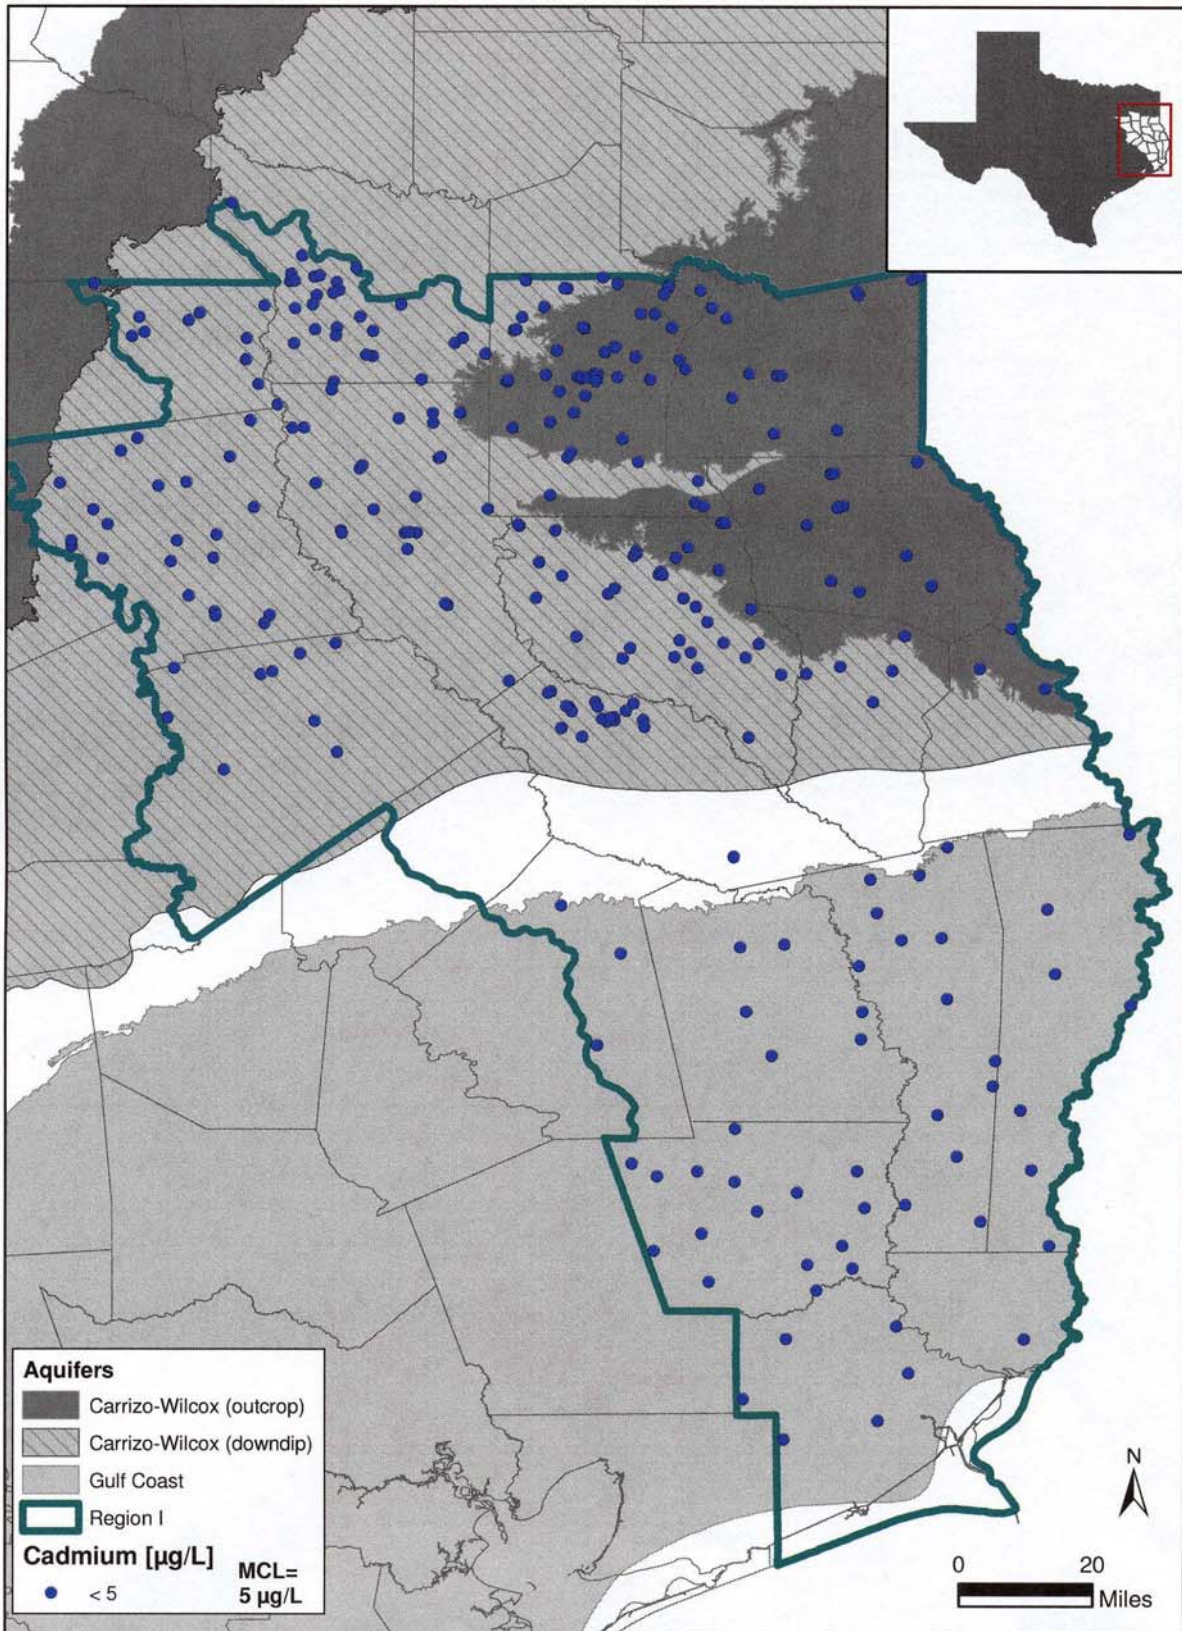 Aquifers
Carrizo-Wilcox (outcrop)
Carrizo-Wilcox (downdip)
Gulf Coast
Region I
Cadmium [µg/L]
MCL=
< 5
5 µg/L
N
0 20
Miles